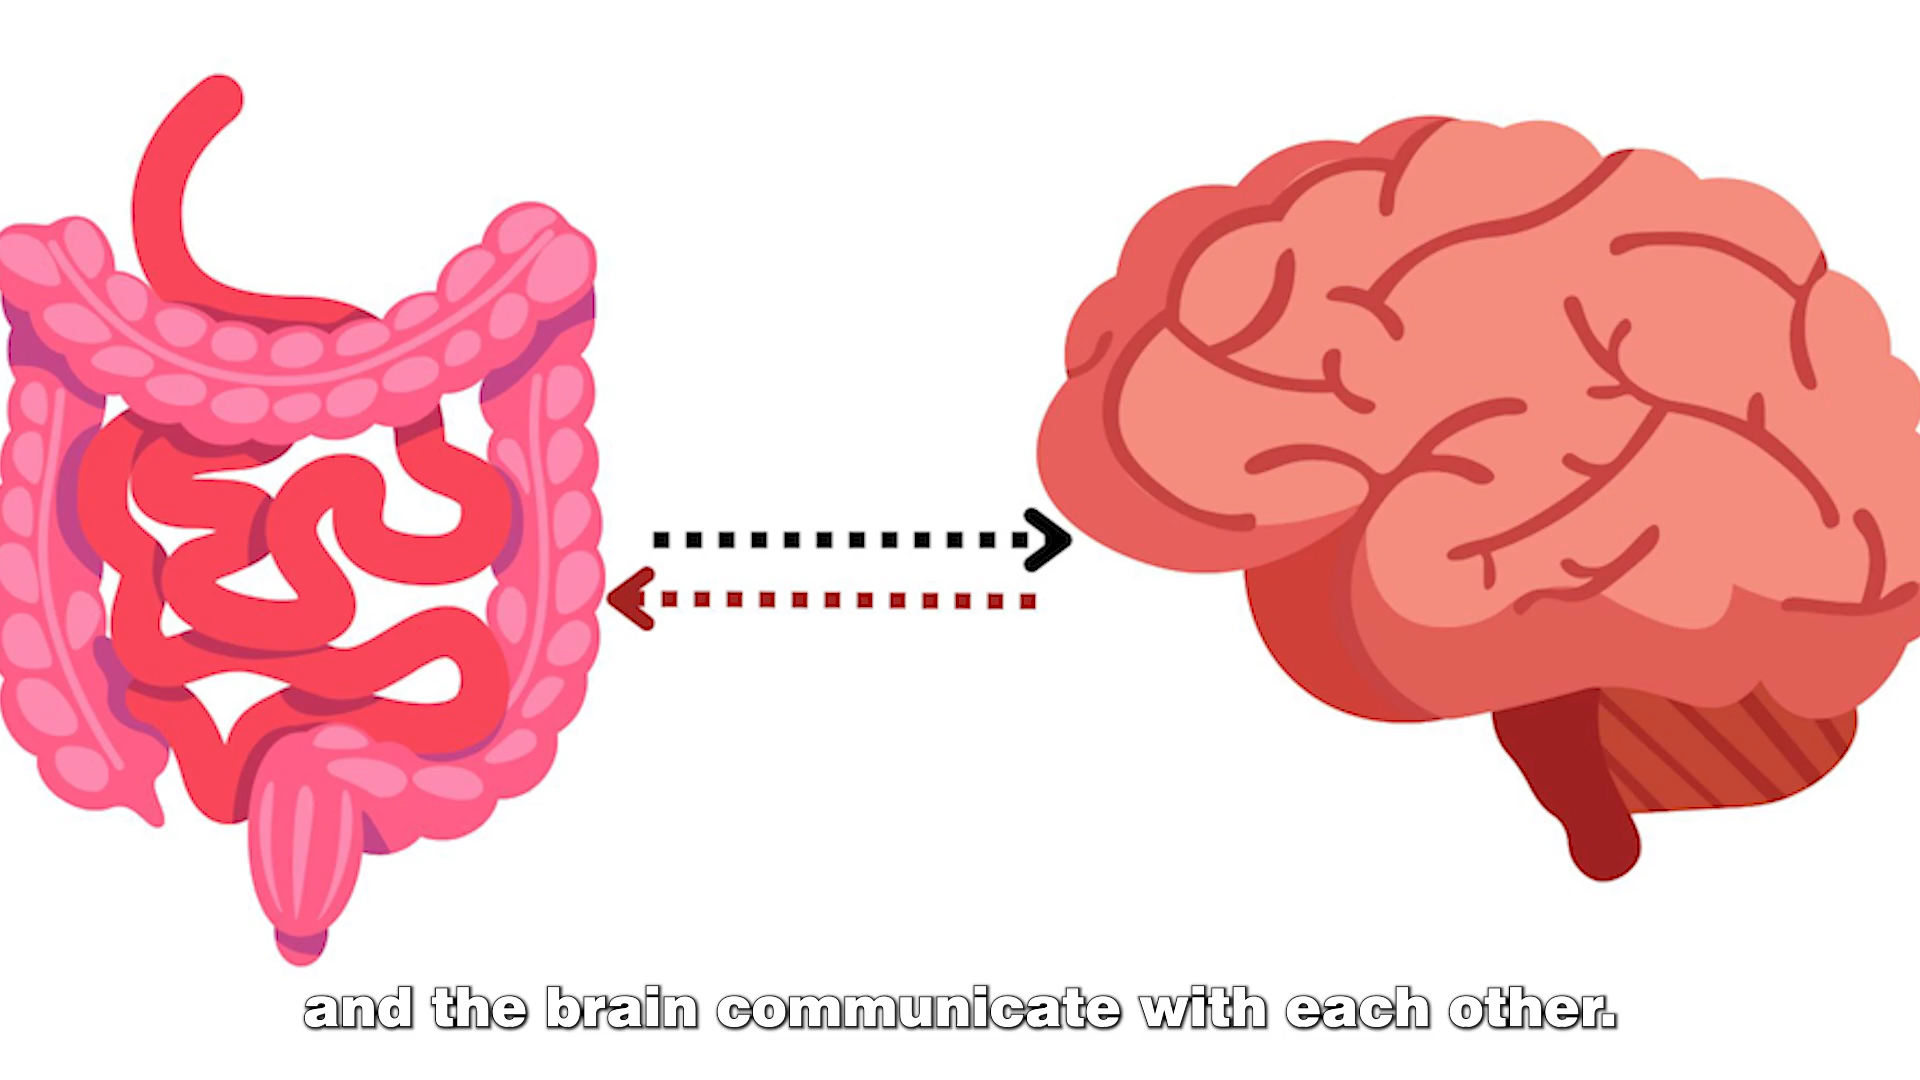 and the brain communicate with each other.